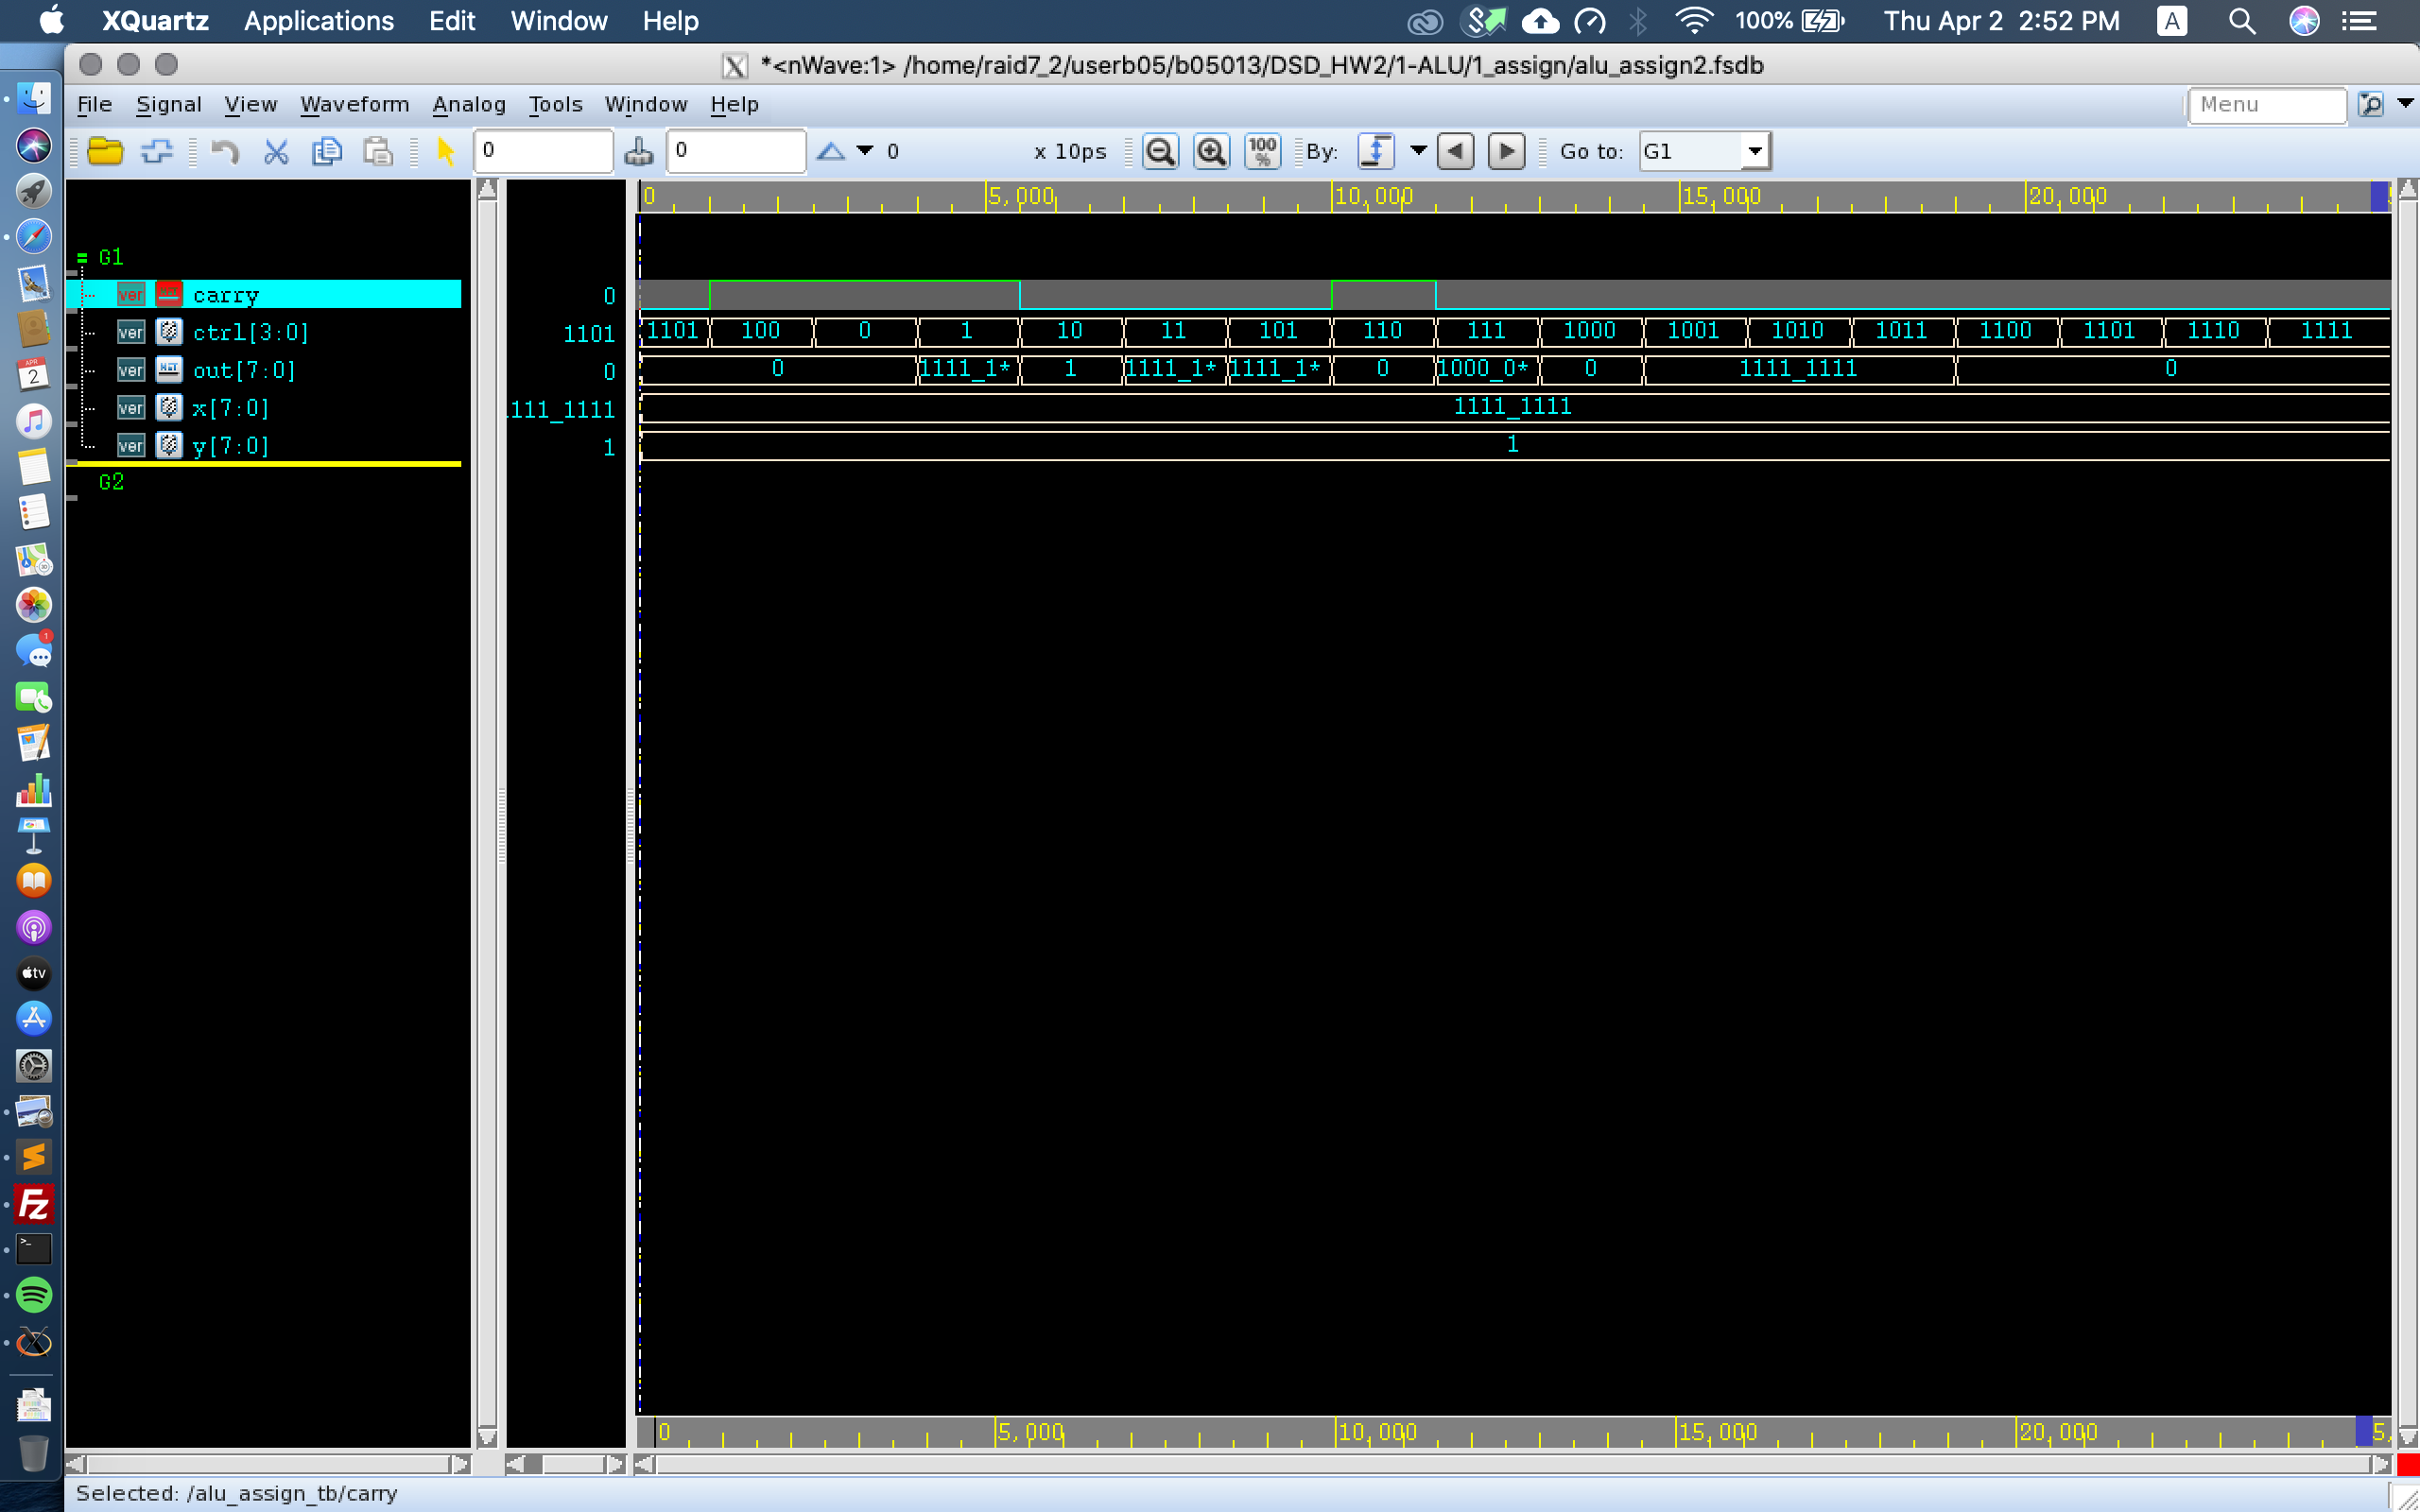 XQuartz Applications Edit Window Help 100% Thu Apr 2 2:52 PM A
*<nWave:1> /home/raid7_2/userb05/b05013/DSD_HW2/1-ALU/1_assign/alu_assign2.fsdb
File Signal View Waveform Analog Tools Window Help Menu
0 0 0 x 10ps 100 % By: Go to: G1
0 5,000 10,000 15,000 20,000
= G1
ver carry 0
ver ctrl[3:0] 1101 1101 100 0 1 10 11 101 110 111 1000 1001 1010 1011 1100 1101 1110 1111
ver out[7:0] 0 0 1111_1* 1 1111_1* 1111_1* 0 1000_0* 0 1111_1111 0
ver x[7:0] .111_1111 1111_1111
ver y[7:0] 1 1
G2
APR
2
1
tv
Fz
0 5,000 10,000 15,000 20,000 5,
Selected: /alu_assign_tb/carry